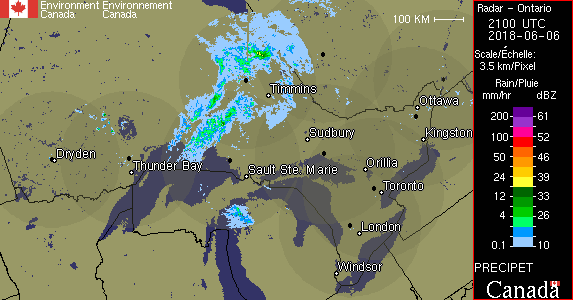 Environment Environnement
Canada Canada
100 KM
Timmins
Ottawa
Sudbury
Kingston
Dryden
Thunder Bay
Sault Ste. Marie
Orillia
Toronto
London
Windsor
Radar - Ontario
2100 UTC
2018-06-06
Scale/Échelle:
3.5 km/Pixel
Rain/Pluie
mm/hr dBZ
200 61
100 52
50 46
24 39
12 33
4 26
1 18
0.1 10
PRECIPET
Canada